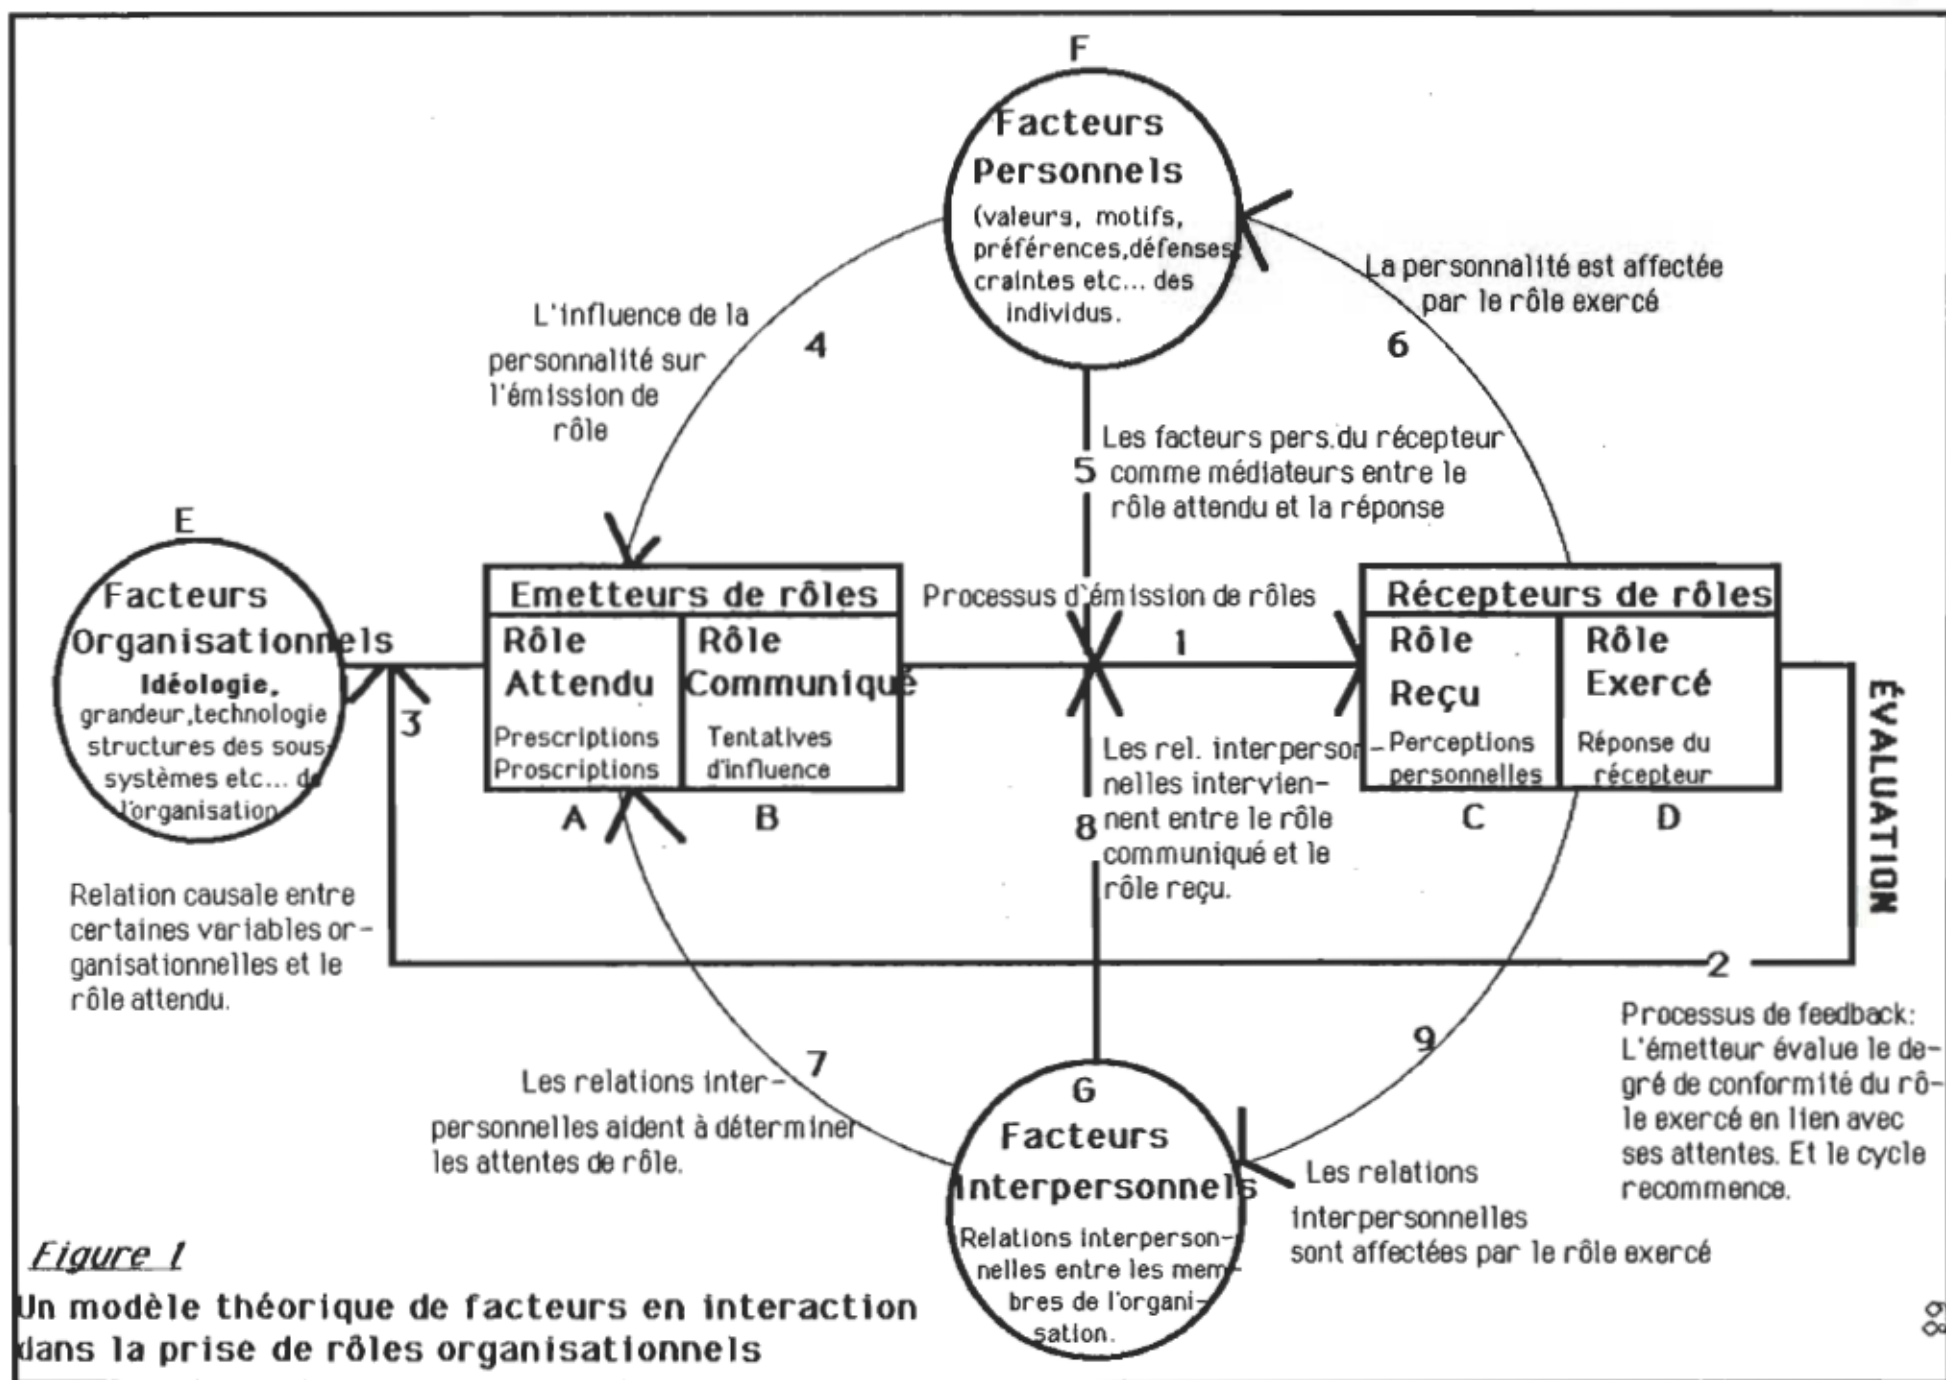 F
Facteurs
Personnels
(valeurs, motifs,
préférences,défenses,
craintes etc... des
individus.
L'influence de la
personnalité sur
l'émission de
rôle
4
La personnalité est affectée
par le rôle exercé
6
5
Les facteurs pers.du récepteur
comme médiateurs entre le
rôle attendu et la réponse
E
Facteurs
Organisationnels
Idéologie,
grandeur,technologie
structures des sous-
systèmes etc... de
l'organisation
3
Relation causale entre
certaines variables or-
ganisationnelles et le
rôle attendu.
Emetteurs de rôles
Rôle
Attendu
Prescriptions
Proscriptions
A
Rôle
Communiqué
Tentatives
d'influence
B
Processus d'émission de rôles
1
Récepteurs de rôles
Rôle
Reçu
Perceptions
personnelles
C
Rôle
Exercé
Réponse du
récepteur
D
ÉVALUATION
8
Les rel. interperson-
nelles intervien-
nent entre le rôle
communiqué et le
rôle reçu.
2
Processus de feedback:
L'émetteur évalue le de-
gré de conformité du rô-
le exercé en lien avec
ses attentes. Et le cycle
recommence.
7
Les relations inter-
personnelles aident à déterminer
les attentes de rôle.
9
Les relations
interpersonnelles
sont affectées par le rôle exercé
G
Facteurs
Interpersonnels
Relations interperson-
nelles entre les mem-
bres de l'organi-
sation.
Figure 1
Un modèle théorique de facteurs en interaction
dans la prise de rôles organisationnels